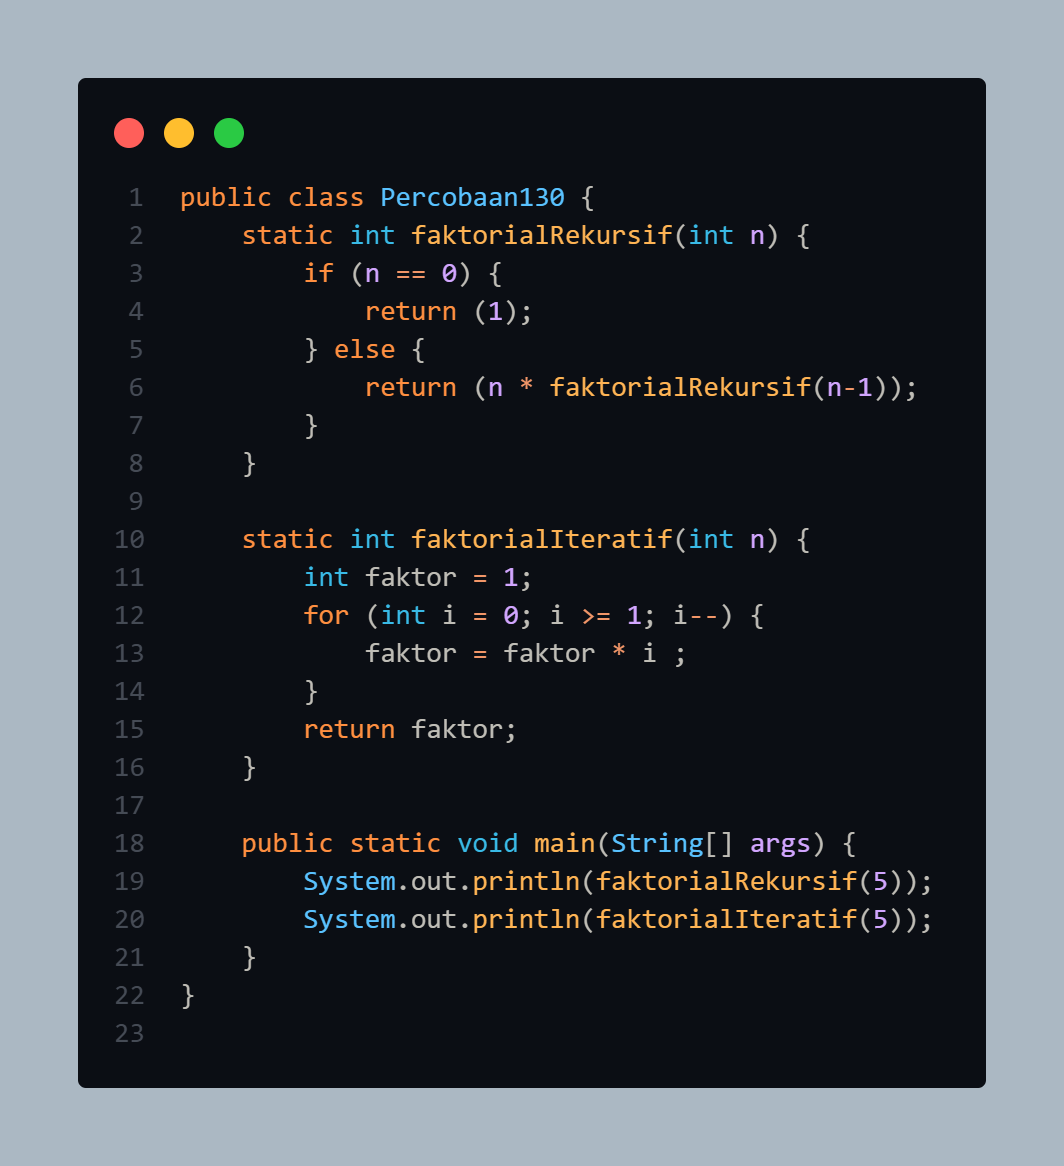 1 public class Percobaan130 {
2     static int faktorialRekursif(int n) {
3         if (n == 0) {
4             return (1);
5         } else {
6             return (n * faktorialRekursif(n-1));
7         }
8     }
9
10     static int faktorialIteratif(int n) {
11         int faktor = 1;
12         for (int i = 0; i >= 1; i--) {
13             faktor = faktor * i ;
14         }
15         return faktor;
16     }
17
18     public static void main(String[] args) {
19         System.out.println(faktorialRekursif(5));
20         System.out.println(faktorialIteratif(5));
21     }
22 }
23